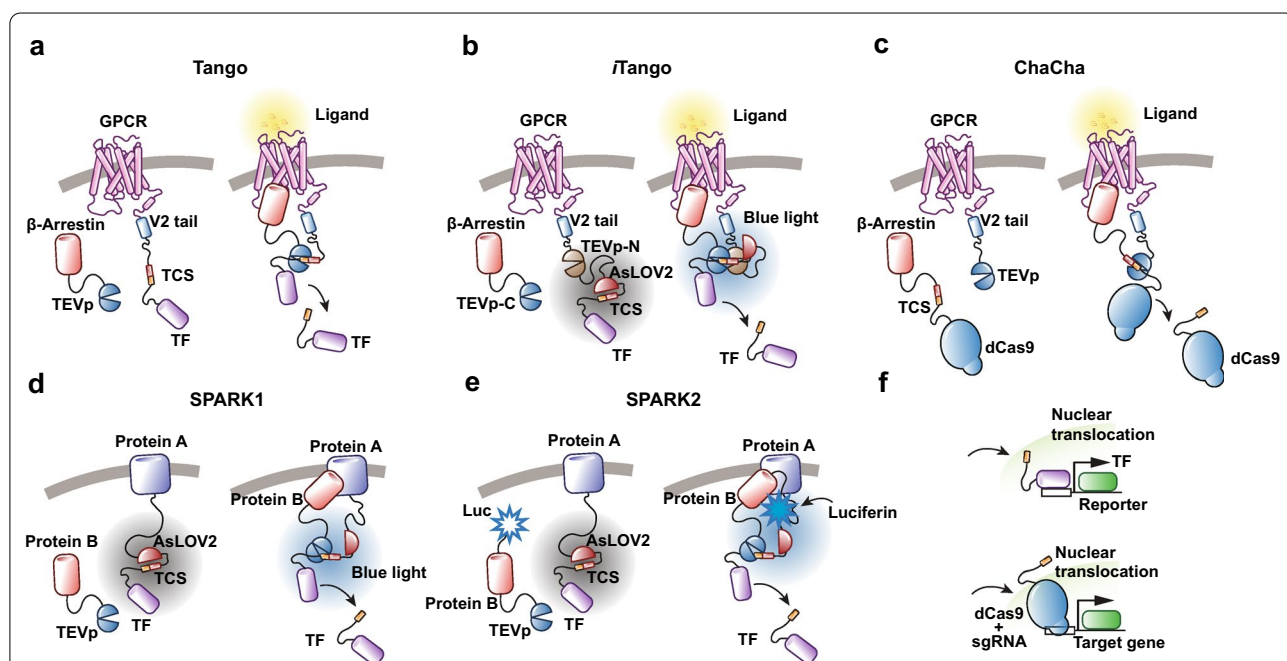 a
Tango
GPCR
Ligand
β-Arrestin
V2 tail
TCS
TEVp
TF
TF
b
iTango
GPCR
Ligand
β-Arrestin
V2 tail
Blue light
TEVp-N
AsLOV2
TEVp-C
TCS
TF
TF
c
ChaCha
GPCR
Ligand
β-Arrestin
V2 tail
TEVp
TCS
dCas9
dCas9
d
SPARK1
Protein A
Protein A
Protein B
Protein B
AsLOV2
TCS
Blue light
TEVp
TF
TF
e
SPARK2
Protein A
Protein A
Luc
Protein B
Luciferin
AsLOV2
TCS
Protein B
TEVp
TF
TF
f
Nuclear
translocation
TF
Reporter
Nuclear
translocation
dCas9
+
sgRNA
Target gene